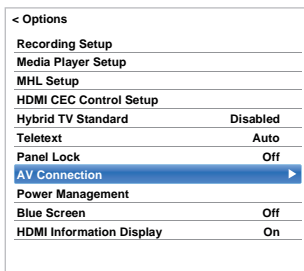 < Options
Recording Setup
Media Player Setup
MHL Setup
HDMI CEC Control Setup
Hybrid TV Standard Disabled
Teletext Auto
Panel Lock Off
AV Connection
Power Management
Blue Screen Off
HDMI Information Display On